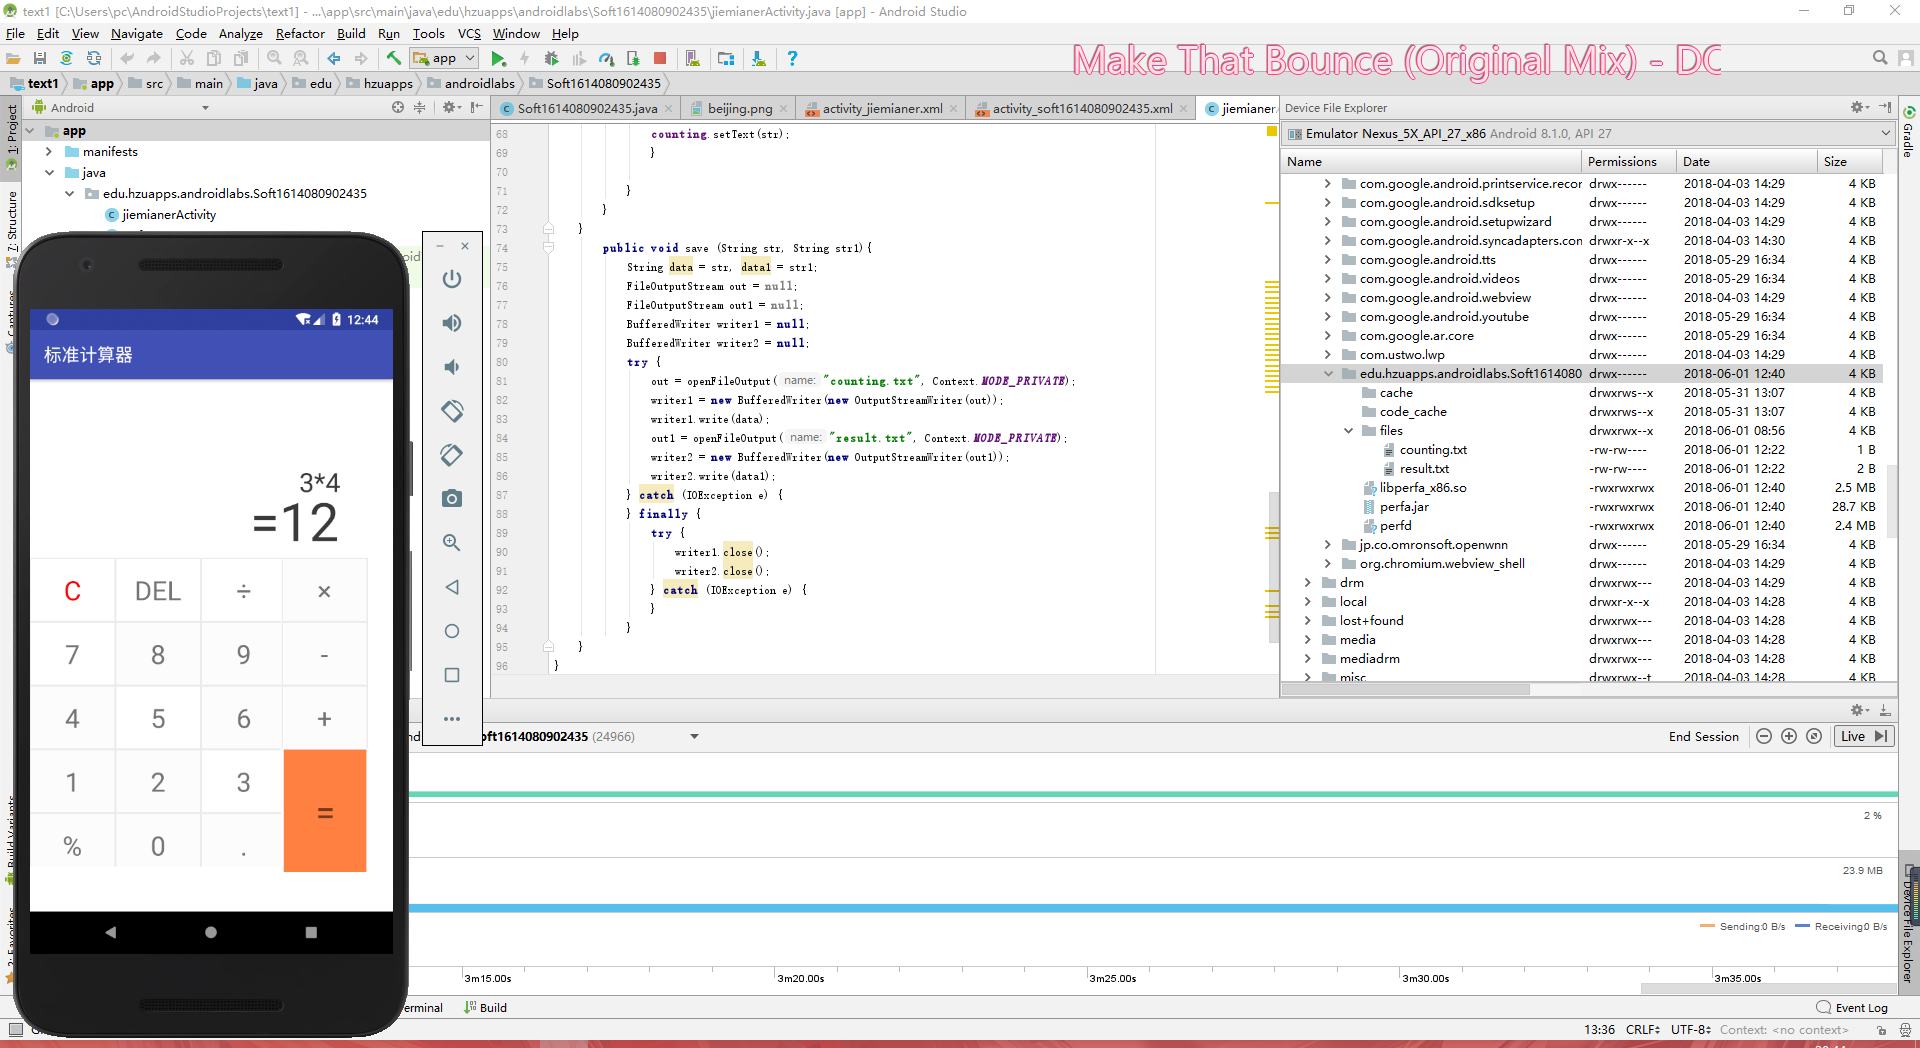 text1 [C:\Users\pc\AndroidStudioProjects\text1] - ...\app\src\main\java\edu\hzuapps\androidlabs\Soft1614080902435\jiemianerActivity.java [app] - Android Studio
File Edit View Navigate Code Analyze Refactor Build Run Tools VCS Window Help
app
Make That Bounce (Original Mix) - DC
text1 app src main java edu hzuapps androidlabs Soft1614080902435
Android
Soft1614080902435.java beijing.png activity_jiemianer.xml activity_soft1614080902435.xml jiemianer
Device File Explorer
1: Project
7: Structure
Captures
Build Variants
2: Favorites
app
manifests
java
edu.hzuapps.androidlabs.Soft1614080902435
jiemianerActivity
12:44
标准计算器
3*4
=12
C DEL ÷ ×
7 8 9 -
4 5 6 +
1 2 3 =
% 0 .
68 counting.setText(str);
69 }
70
71 }
72 }
73 }
74 public void save (String str, String str1){
75 String data = str, data1 = str1;
76 FileOutputStream out = null;
77 FileOutputStream out1 = null;
78 BufferedWriter writer1 = null;
79 BufferedWriter writer2 = null;
80 try {
81 out = openFileOutput( name: "counting.txt", Context.MODE_PRIVATE);
82 writer1 = new BufferedWriter(new OutputStreamWriter(out));
83 writer1.write(data);
84 out1 = openFileOutput( name: "result.txt", Context.MODE_PRIVATE);
85 writer2 = new BufferedWriter(new OutputStreamWriter(out1));
86 writer2.write(data1);
87 } catch (IOException e) {
88 } finally {
89 try {
90 writer1.close();
91 writer2.close();
92 } catch (IOException e) {
93 }
94 }
95 }
96 }
Emulator Nexus_5X_API_27_x86 Android 8.1.0, API 27
Name Permissions Date Size
com.google.android.printservice.recor drwx------ 2018-04-03 14:29 4 KB
com.google.android.sdksetup drwx------ 2018-04-03 14:29 4 KB
com.google.android.setupwizard drwx------ 2018-04-03 14:29 4 KB
com.google.android.syncadapters.con drwxr-x--x 2018-04-03 14:30 4 KB
com.google.android.tts drwx------ 2018-05-29 16:34 4 KB
com.google.android.videos drwx------ 2018-05-29 16:34 4 KB
com.google.android.webview drwx------ 2018-04-03 14:29 4 KB
com.google.android.youtube drwx------ 2018-05-29 16:34 4 KB
com.google.ar.core drwx------ 2018-05-29 16:34 4 KB
com.ustwo.lwp drwx------ 2018-04-03 14:29 4 KB
edu.hzuapps.androidlabs.Soft161408​0 drwx------ 2018-06-01 12:40 4 KB
cache drwxrws--x 2018-05-31 13:07 4 KB
code_cache drwxrws--x 2018-05-31 13:07 4 KB
files drwxrwx--x 2018-06-01 08:56 4 KB
counting.txt -rw-rw---- 2018-06-01 12:22 1 B
result.txt -rw-rw---- 2018-06-01 12:22 2 B
libperfa_x86.so -rwxrwxrwx 2018-06-01 12:40 2.5 MB
perfa.jar -rwxrwxrwx 2018-06-01 12:40 28.7 KB
perfd -rwxrwxrwx 2018-06-01 12:40 2.4 MB
jp.co.omronsoft.openwnn drwx------ 2018-05-29 16:34 4 KB
org.chromium.webview_shell drwx------ 2018-04-03 14:29 4 KB
drm drwxrwx--- 2018-04-03 14:29 4 KB
local drwxr-x--x 2018-04-03 14:28 4 KB
lost+found drwxrwx--- 2018-04-03 14:28 4 KB
media drwxrwx--- 2018-04-03 14:28 4 KB
mediadrm drwxrwx--- 2018-04-03 14:28 4 KB
misc drwxrwx--t 2018-04-03 14:28 4 KB
Gradle
Device File Explorer
oft1614080902435 (24966)
End Session Live
2 %
23.9 MB
Sending:0 B/s Receiving:0 B/s
3m15.00s 3m20.00s 3m25.00s 3m30.00s 3m35.00s
erminal Build Event Log
13:36 CRLF UTF-8 Context: <no context>